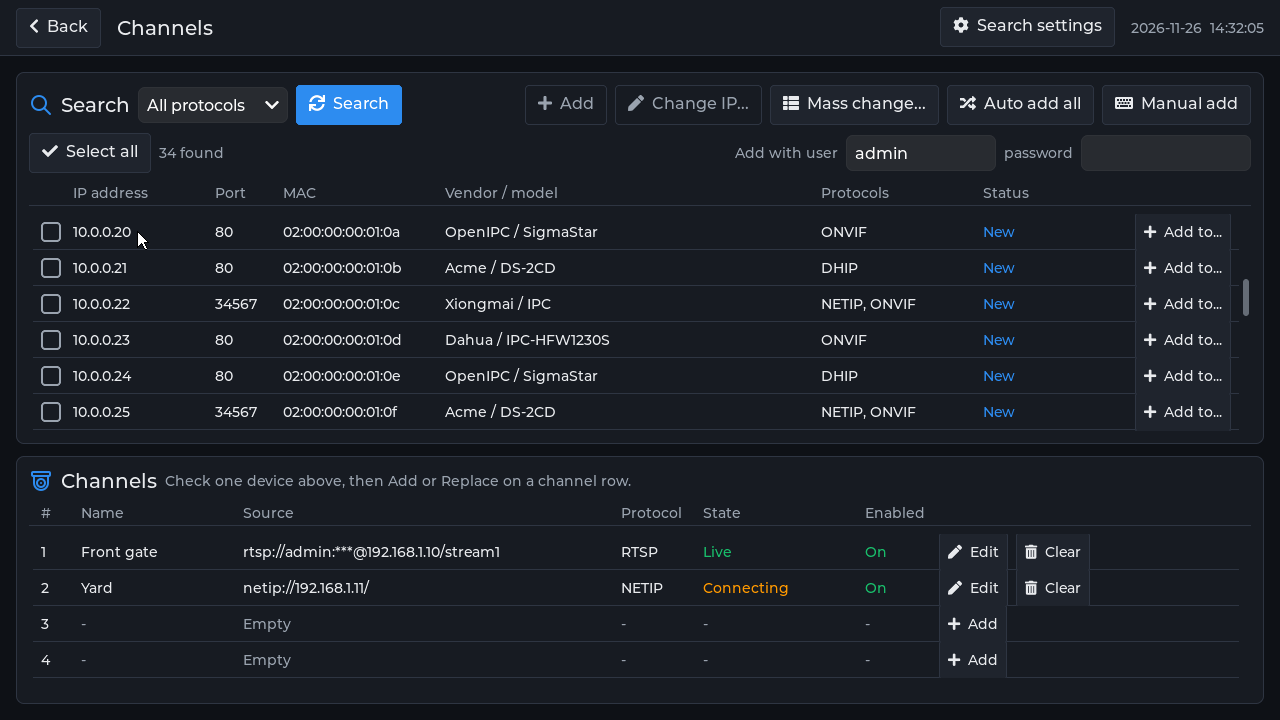 Back Channels Search settings 2026-11-26 14:32:05
Search All protocols Search Add Change IP... Mass change... Auto add all Manual add
Select all 34 found Add with user admin password
IP address Port MAC Vendor / model Protocols Status
10.0.0.20 80 02:00:00:00:01:0a OpenIPC / SigmaStar ONVIF New Add to...
10.0.0.21 80 02:00:00:00:01:0b Acme / DS-2CD DHIP New Add to...
10.0.0.22 34567 02:00:00:00:01:0c Xiongmai / IPC NETIP, ONVIF New Add to...
10.0.0.23 80 02:00:00:00:01:0d Dahua / IPC-HFW1230S ONVIF New Add to...
10.0.0.24 80 02:00:00:00:01:0e OpenIPC / SigmaStar DHIP New Add to...
10.0.0.25 34567 02:00:00:00:01:0f Acme / DS-2CD NETIP, ONVIF New Add to...
Channels Check one device above, then Add or Replace on a channel row.
# Name Source Protocol State Enabled
1 Front gate rtsp://admin:***@192.168.1.10/stream1 RTSP Live On Edit Clear
2 Yard netip://192.168.1.11/ NETIP Connecting On Edit Clear
3 - Empty - - - Add
4 - Empty - - - Add